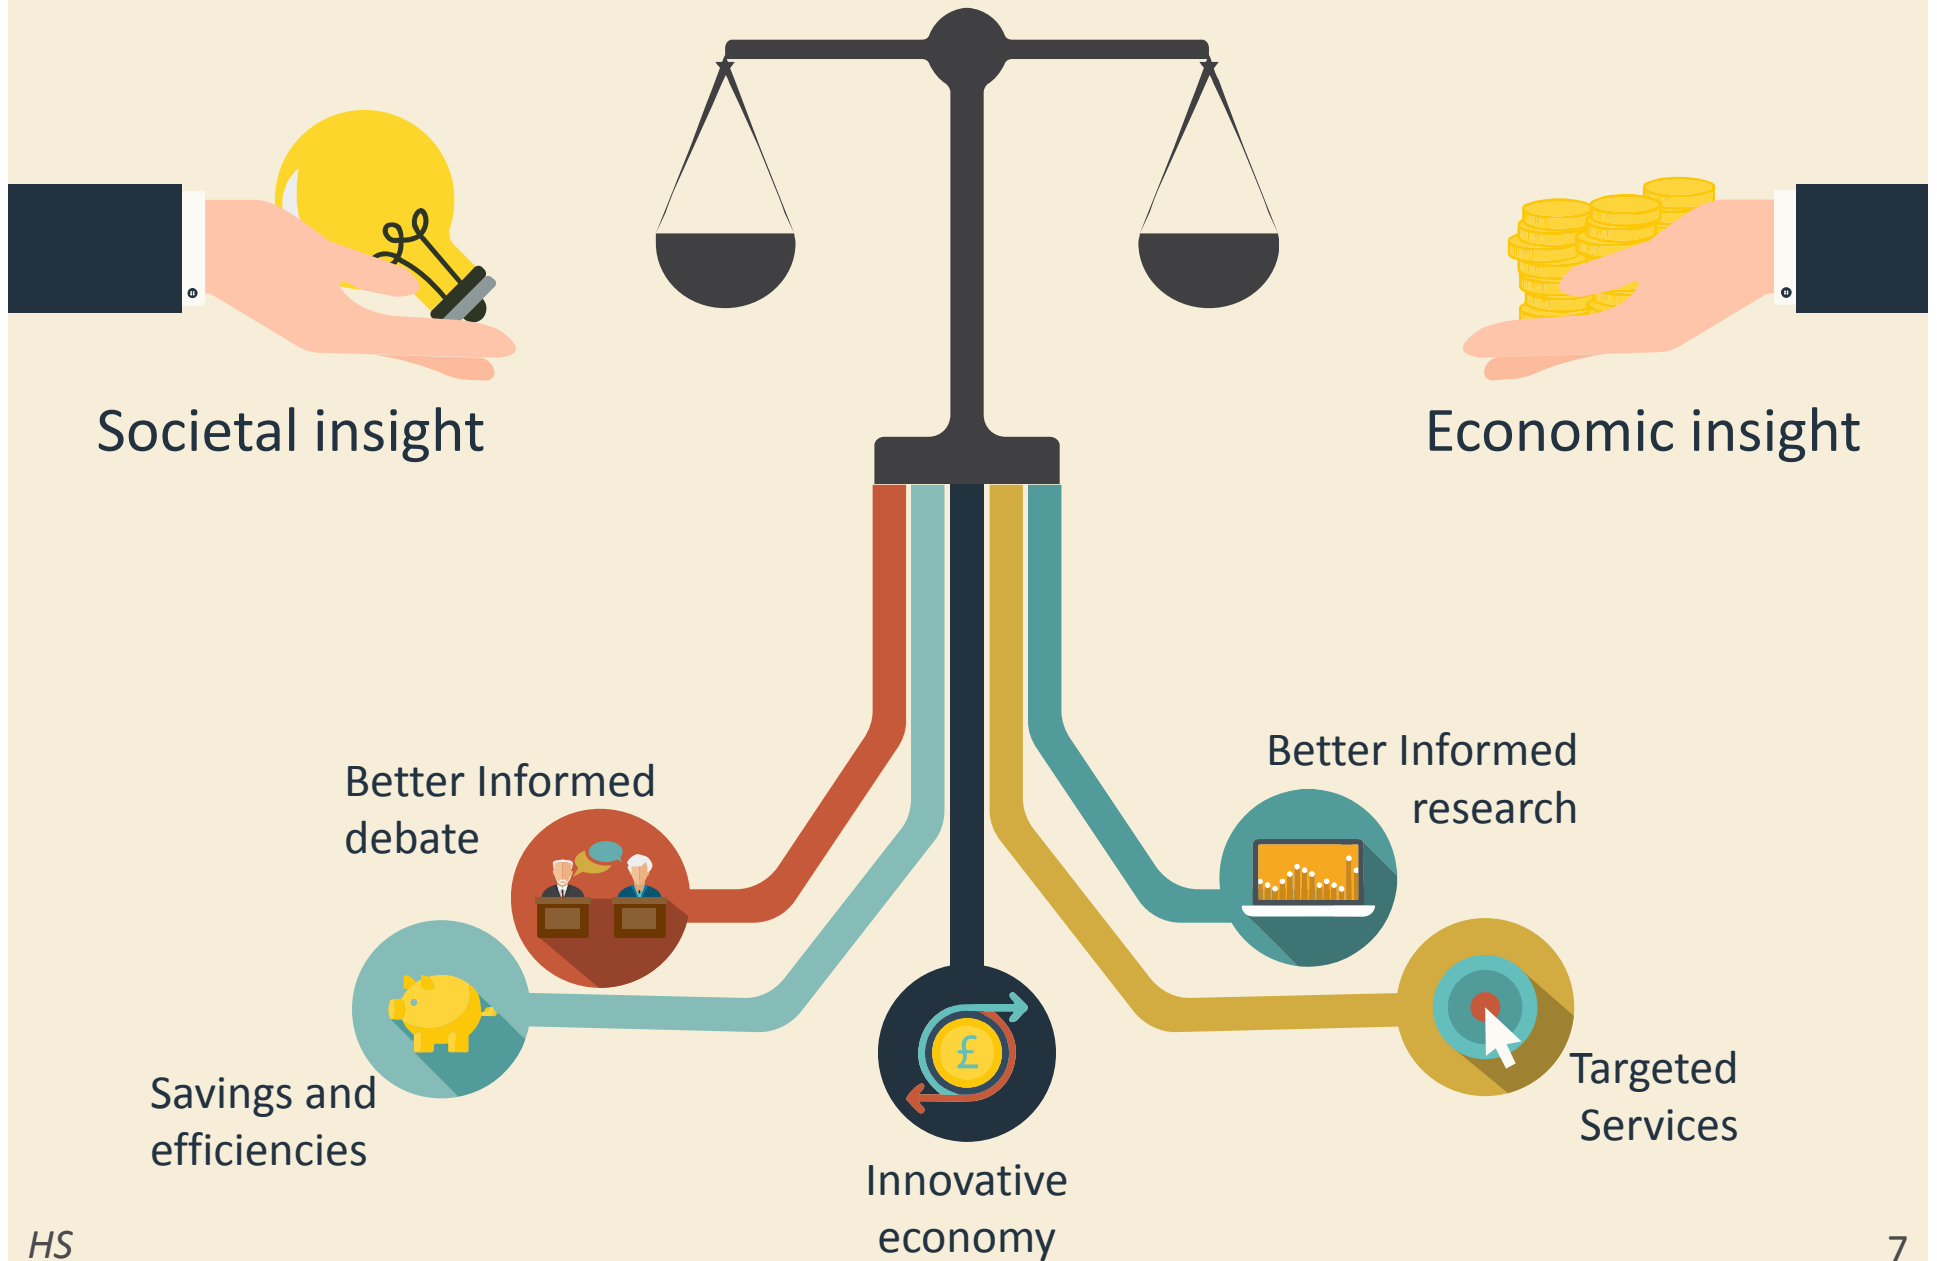 Societal insight
Economic insight
Better Informed
debate
Better Informed
research
Savings and
efficiencies
£
Innovative
economy
Targeted
Services
HS
7